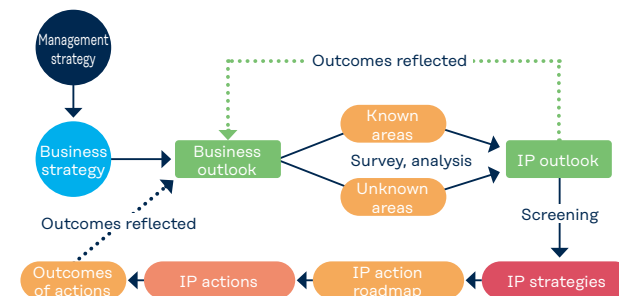 Management
strategy
Outcomes reflected
Known
areas
Business
strategy
Business
outlook
Survey, analysis
IP outlook
Unknown
areas
Outcomes reflected
Screening
Outcomes
of actions
IP actions
IP action
roadmap
IP strategies